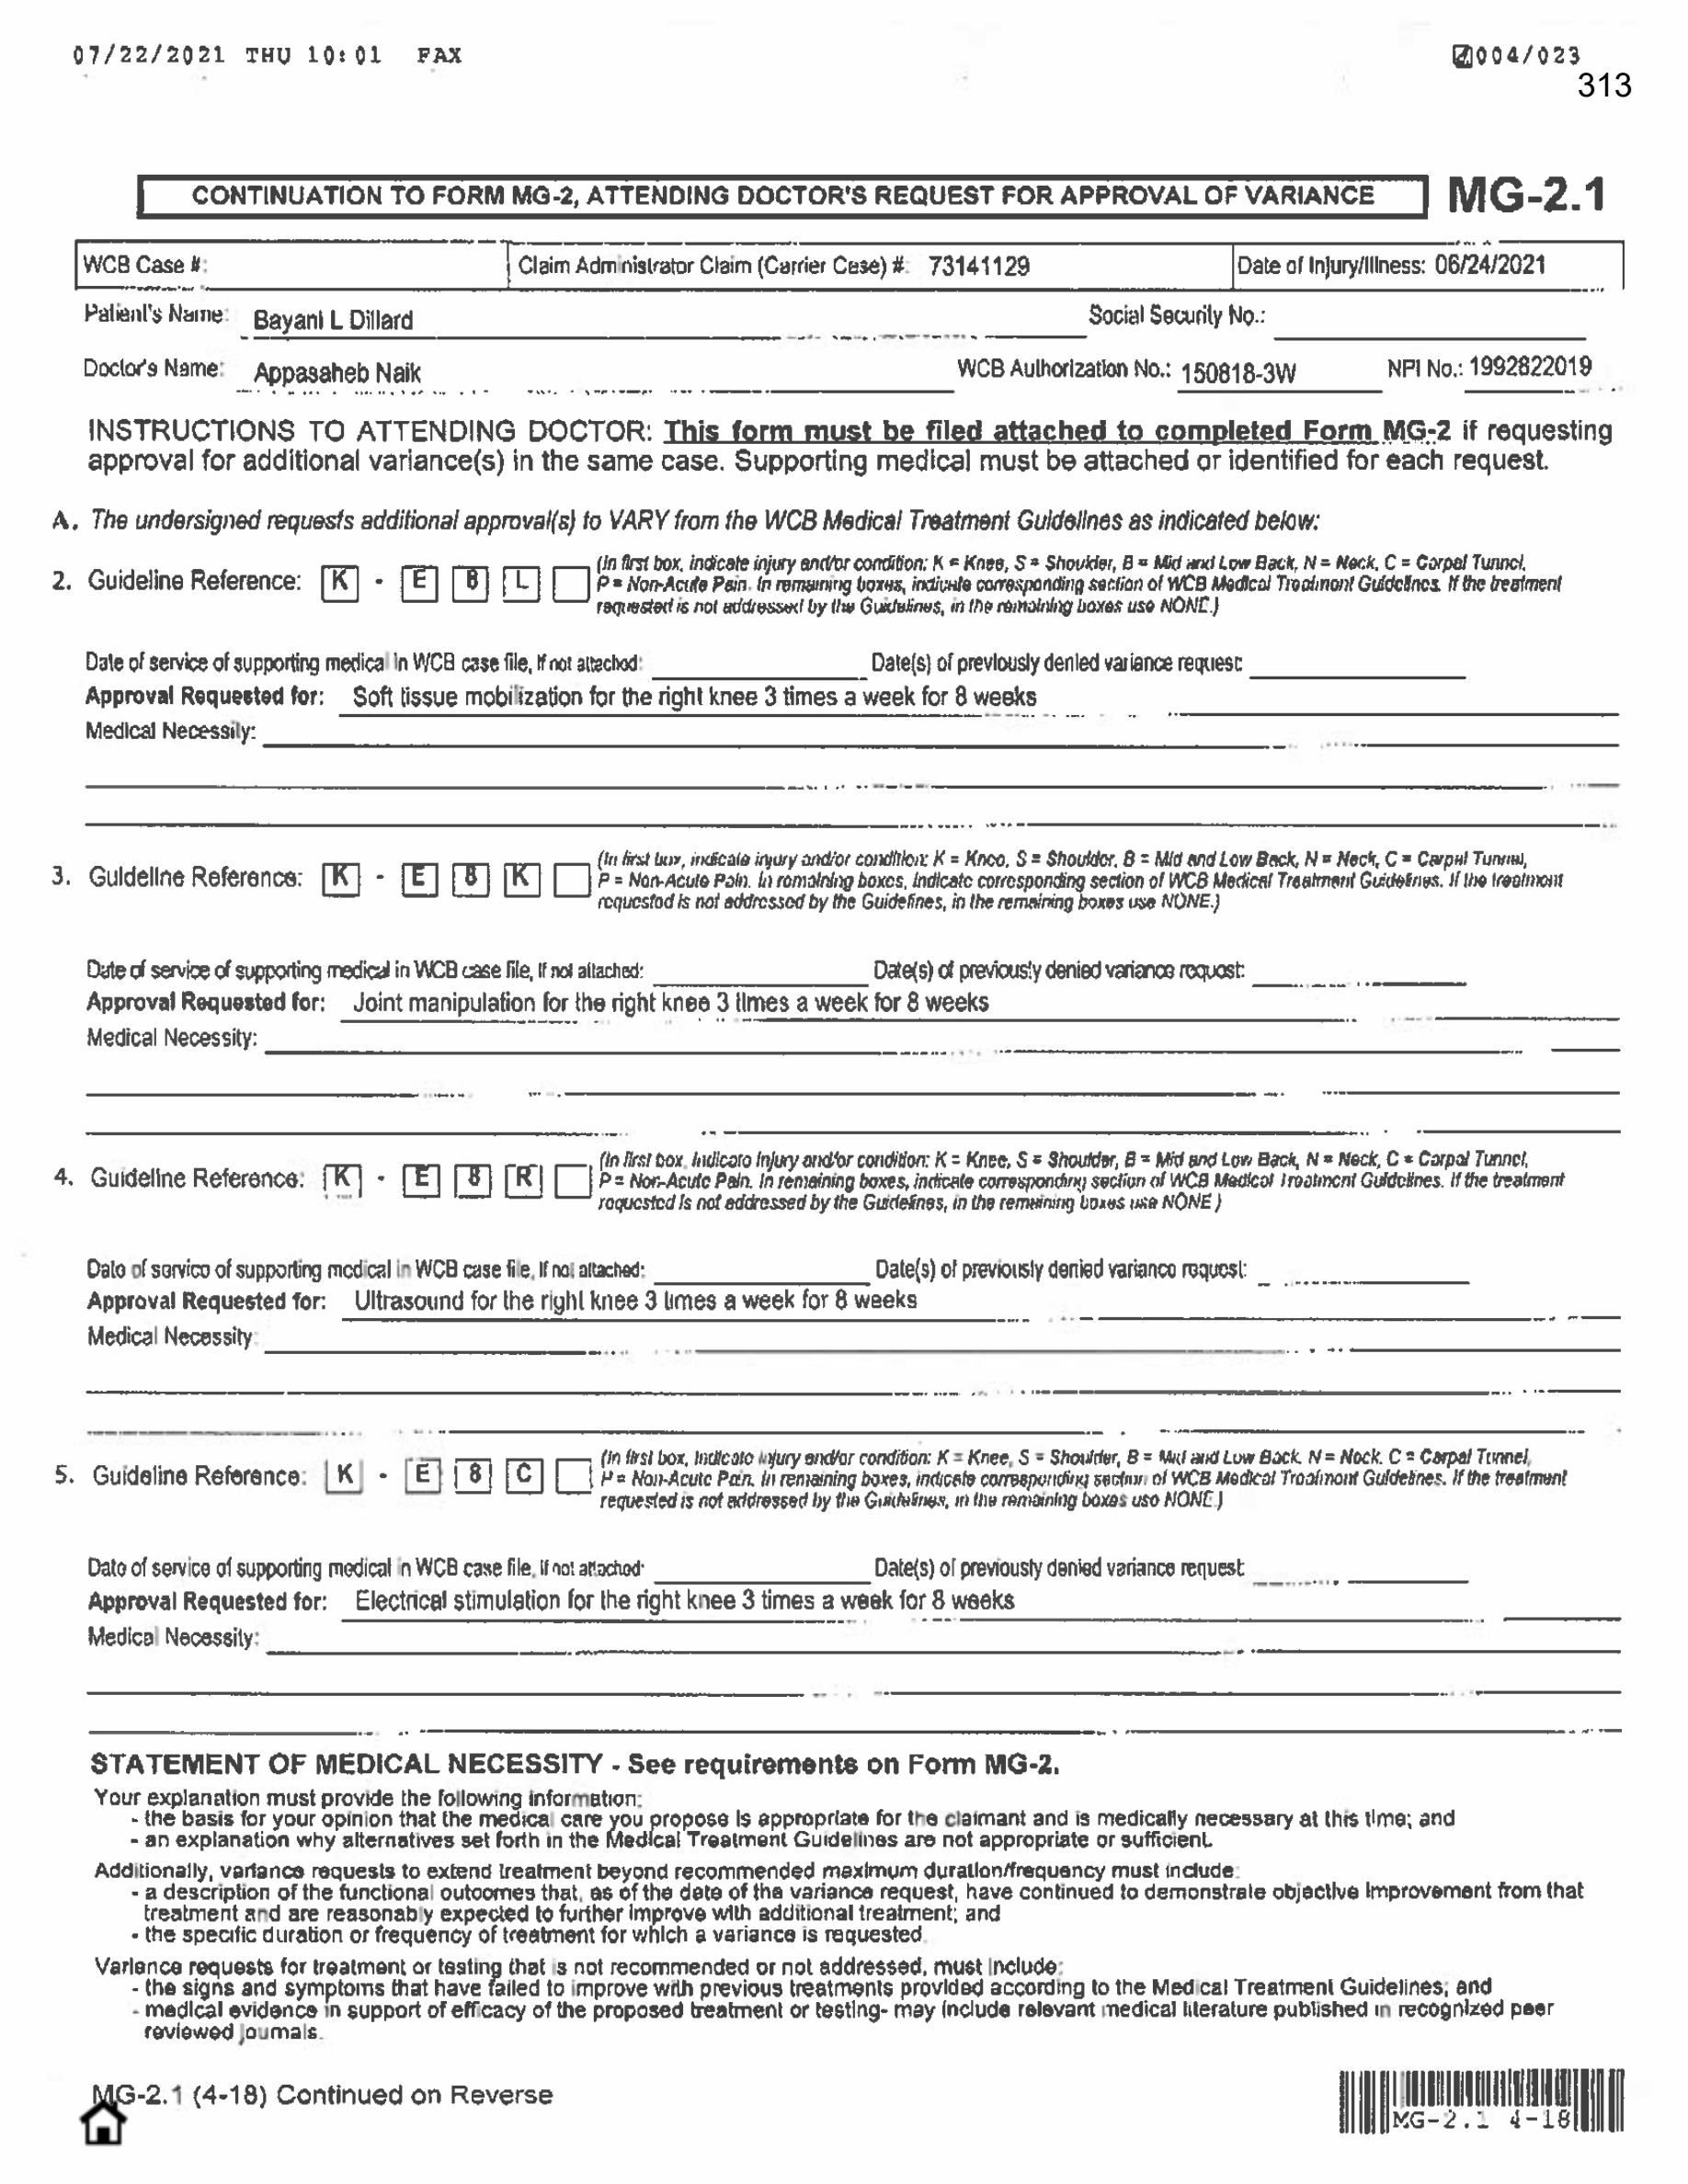 07/22/2021 THU 10:01 FAX
004/023
313
CONTINUATION TO FORM MG-2, ATTENDING DOCTOR'S REQUEST FOR APPROVAL OF VARIANCE MG-2.1
WCB Case #: Claim Administrator Claim (Carrier Case) #: 73141129 Date of Injury/Illness: 06/24/2021
Patient's Name: Bayani L Dillard Social Security No.:
Doctor's Name: Appasaheb Naik WCB Authorization No.: 150818-3W NPI No.: 1992822019
INSTRUCTIONS TO ATTENDING DOCTOR: This form must be filed attached to completed Form MG-2 if requesting
approval for additional variance(s) in the same case. Supporting medical must be attached or identified for each request.
A. The undersigned requests additional approval(s) to VARY from the WCB Medical Treatment Guidelines as indicated below:
(In first box, indicate injury and/or condition: K = Knee, S = Shoulder, B = Mid and Low Back, N = Neck, C = Carpal Tunnel,
2. Guideline Reference: K - E 8 L P = Non-Acute Pain. In remaining boxes, indicate corresponding section of WCB Medical Treatment Guidelines. If the treatment
requested is not addressed by the Guidelines, in the remaining boxes use NONE.)
Date of service of supporting medical in WCB case file, if not attached: Date(s) of previously denied variance request:
Approval Requested for: Soft tissue mobilization for the right knee 3 times a week for 8 weeks
Medical Necessity:
(In first box, indicate injury and/or condition: K = Knee, S = Shoulder, B = Mid and Low Back, N = Neck, C = Carpal Tunnel,
3. Guideline Reference: K - E 8 K P = Non-Acute Pain. In remaining boxes, indicate corresponding section of WCB Medical Treatment Guidelines. If the treatment
requested is not addressed by the Guidelines, in the remaining boxes use NONE.)
Date of service of supporting medical in WCB case file, if not attached: Date(s) of previously denied variance request:
Approval Requested for: Joint manipulation for the right knee 3 times a week for 8 weeks
Medical Necessity:
(In first box, indicate injury and/or condition: K = Knee, S = Shoulder, B = Mid and Low Back, N = Neck, C = Carpal Tunnel,
4. Guideline Reference: K - E 8 R P = Non-Acute Pain. In remaining boxes, indicate corresponding section of WCB Medical Treatment Guidelines. If the treatment
requested is not addressed by the Guidelines, in the remaining boxes use NONE.)
Date of service of supporting medical in WCB case file, if not attached: Date(s) of previously denied variance request:
Approval Requested for: Ultrasound for the right knee 3 times a week for 8 weeks
Medical Necessity:
(In first box, indicate injury and/or condition: K = Knee, S = Shoulder, B = Mid and Low Back, N = Neck, C = Carpal Tunnel,
5. Guideline Reference: K - E 8 C P = Non-Acute Pain. In remaining boxes, indicate corresponding section of WCB Medical Treatment Guidelines. If the treatment
requested is not addressed by the Guidelines, in the remaining boxes use NONE.)
Date of service of supporting medical in WCB case file, if not attached: Date(s) of previously denied variance request:
Approval Requested for: Electrical stimulation for the right knee 3 times a week for 8 weeks
Medical Necessity:
STATEMENT OF MEDICAL NECESSITY - See requirements on Form MG-2.
Your explanation must provide the following information:
- the basis for your opinion that the medical care you propose is appropriate for the claimant and is medically necessary at this time; and
- an explanation why alternatives set forth in the Medical Treatment Guidelines are not appropriate or sufficient.
Additionally, variance requests to extend treatment beyond recommended maximum duration/frequency must include:
- a description of the functional outcomes that, as of the date of the variance request, have continued to demonstrate objective improvement from that
treatment and are reasonably expected to further improve with additional treatment; and
- the specific duration or frequency of treatment for which a variance is requested.
Variance requests for treatment or testing that is not recommended or not addressed, must include:
- the signs and symptoms that have failed to improve with previous treatments provided according to the Medical Treatment Guidelines; and
- medical evidence in support of efficacy of the proposed treatment or testing- may include relevant medical literature published in recognized peer
reviewed journals.
MG-2.1 (4-18) Continued on Reverse
MG-2.1 4-18